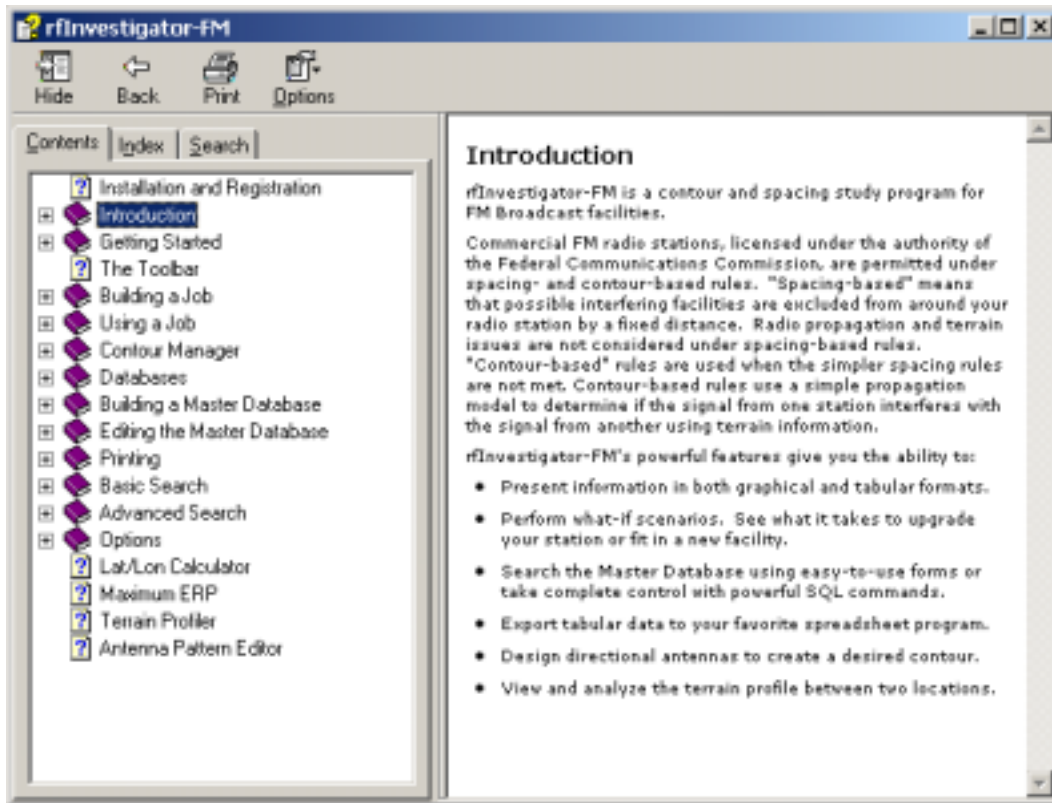 rfInvestigator-FM
Hide Back Print Options
Contents Index Search
Installation and Registration
Introduction
Getting Started
The Toolbar
Building a Job
Using a Job
Contour Manager
Databases
Building a Master Database
Editing the Master Database
Printing
Basic Search
Advanced Search
Options
Lat/Lon Calculator
Maximum ERP
Terrain Profiler
Antenna Pattern Editor
Introduction
rfInvestigator-FM is a contour and spacing study program for
FM Broadcast facilities.
Commercial FM radio stations, licensed under the authority of
the Federal Communications Commission, are permitted under
spacing- and contour-based rules. "Spacing-based" means
that possible interfering facilities are excluded from around your
radio station by a fixed distance. Radio propagation and terrain
issues are not considered under spacing-based rules.
"Contour-based" rules are used when the simpler spacing rules
are not met. Contour-based rules use a simple propagation
model to determine if the signal from one station interferes with
the signal from another using terrain information.
rfInvestigator-FM's powerful features give you the ability to:
• Present information in both graphical and tabular formats.
• Perform what-if scenarios. See what it takes to upgrade
your station or fit in a new facility.
• Search the Master Database using easy-to-use forms or
take complete control with powerful SQL commands.
• Export tabular data to your favorite spreadsheet program.
• Design directional antennas to create a desired contour.
• View and analyze the terrain profile between two locations.